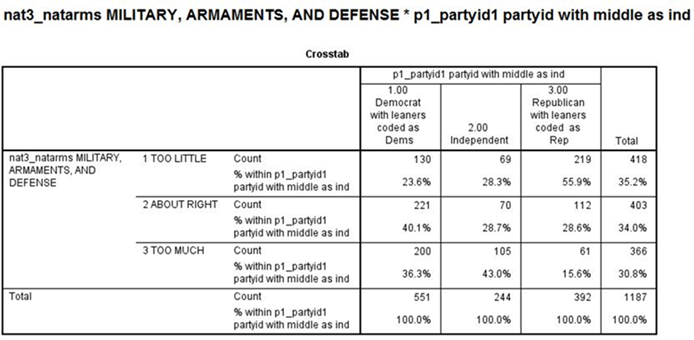 nat3_natarms MILITARY, ARMAMENTS, AND DEFENSE * p1_partyid1 partyid with middle as ind
Crosstab
p1_partyid1 partyid with middle as ind
1.00 Democrat with leaners coded as Dems 2.00 Independent 3.00 Republican with leaners coded as Rep Total
nat3_natarms MILITARY, ARMAMENTS, AND DEFENSE 1 TOO LITTLE Count 130 69 219 418
% within p1_partyid1 partyid with middle as ind 23.6% 28.3% 55.9% 35.2%
2 ABOUT RIGHT Count 221 70 112 403
% within p1_partyid1 partyid with middle as ind 40.1% 28.7% 28.6% 34.0%
3 TOO MUCH Count 200 105 61 366
% within p1_partyid1 partyid with middle as ind 36.3% 43.0% 15.6% 30.8%
Total Count 551 244 392 1187
% within p1_partyid1 partyid with middle as ind 100.0% 100.0% 100.0% 100.0%